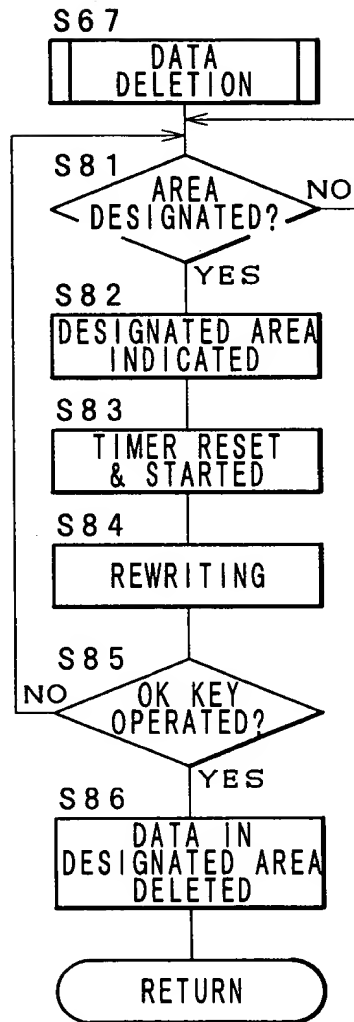 S67
DATA
DELETION
S81
AREA
DESIGNATED?
NO
YES
S82
DESIGNATED AREA
INDICATED
S83
TIMER RESET
& STARTED
S84
REWRITING
S85
NO
OK KEY
OPERATED?
YES
S86
DATA IN
DESIGNATED AREA
DELETED
RETURN